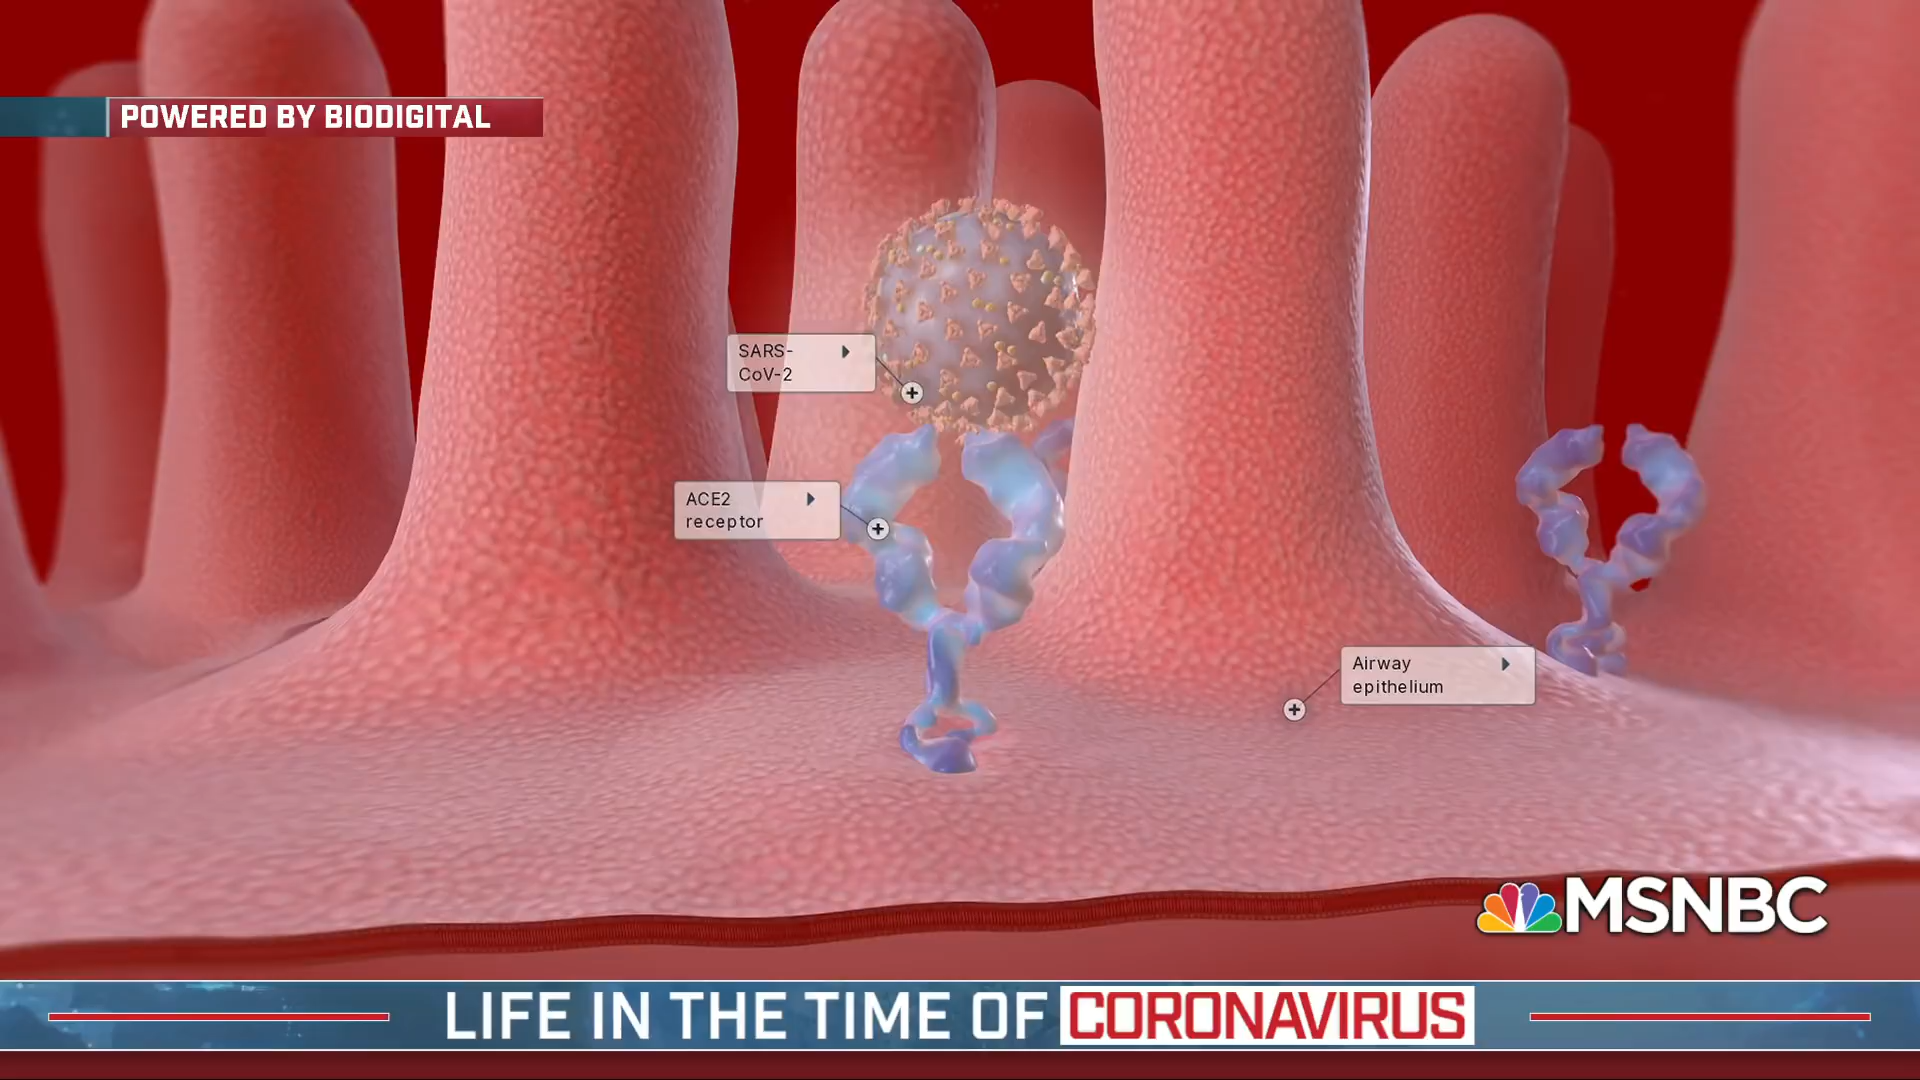 POWERED BY BIODIGITAL
SARS-
CoV-2
ACE2
receptor
Airway
epithelium
MSNBC
LIFE IN THE TIME OF CORONAVIRUS